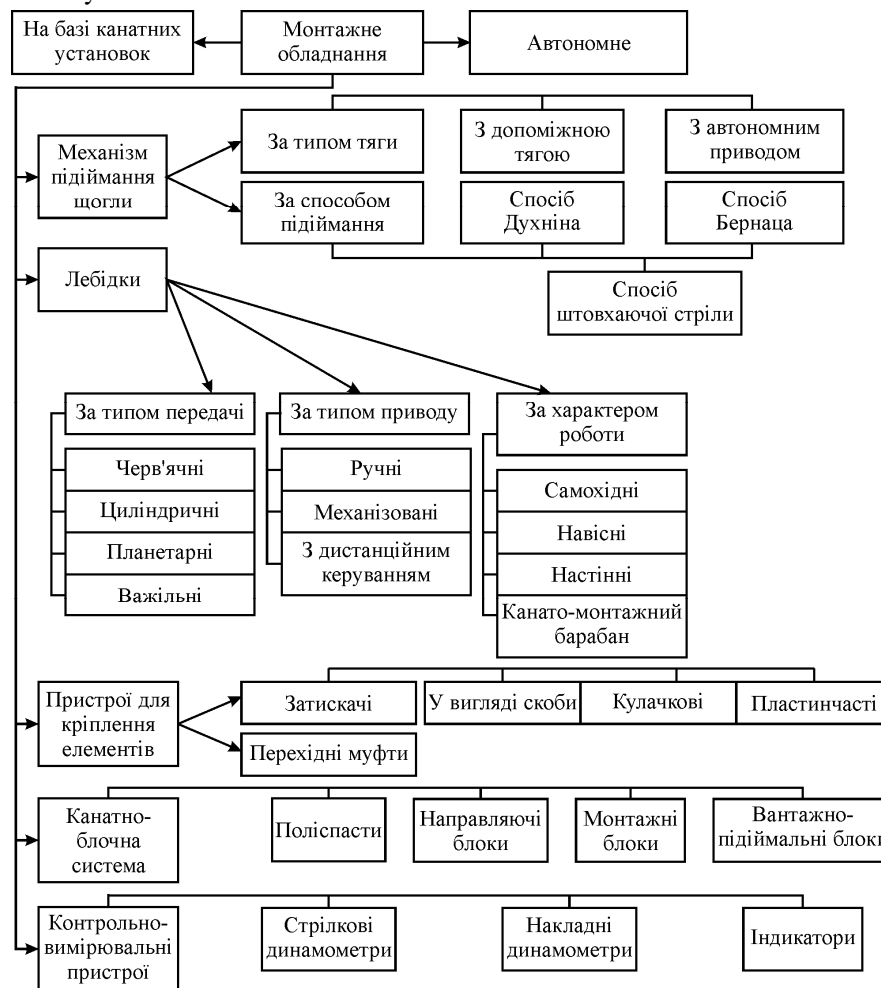 На базі канатних
установок
Монтажне
обладнання
Автономне
Механізм
підіймання
щогли
За типом тяги
З допоміжною
тягою
З автономним
приводом
За способом
підіймання
Спосіб
Духніна
Спосіб
Бернаца
Спосіб
штовхаючої стріли
Лебідки
За типом передачі
Черв'ячні
Циліндричні
Планетарні
Важільні
За типом приводу
Ручні
Механізовані
З дистанційним
керуванням
За характером
роботи
Самохідні
Навісні
Настінні
Канато-монтажний
барабан
Пристрої для
кріплення
елементів
Затискачі
У вигляді скоби
Кулачкові
Пластинчасті
Перехідні муфти
Канатно-
блочна
система
Поліспасти
Направляючі
блоки
Монтажні
блоки
Вантажно-
підіймальні блоки
Контрольно-
вимірювальні
пристрої
Стрілкові
динамометри
Накладні
динамометри
Індикатори